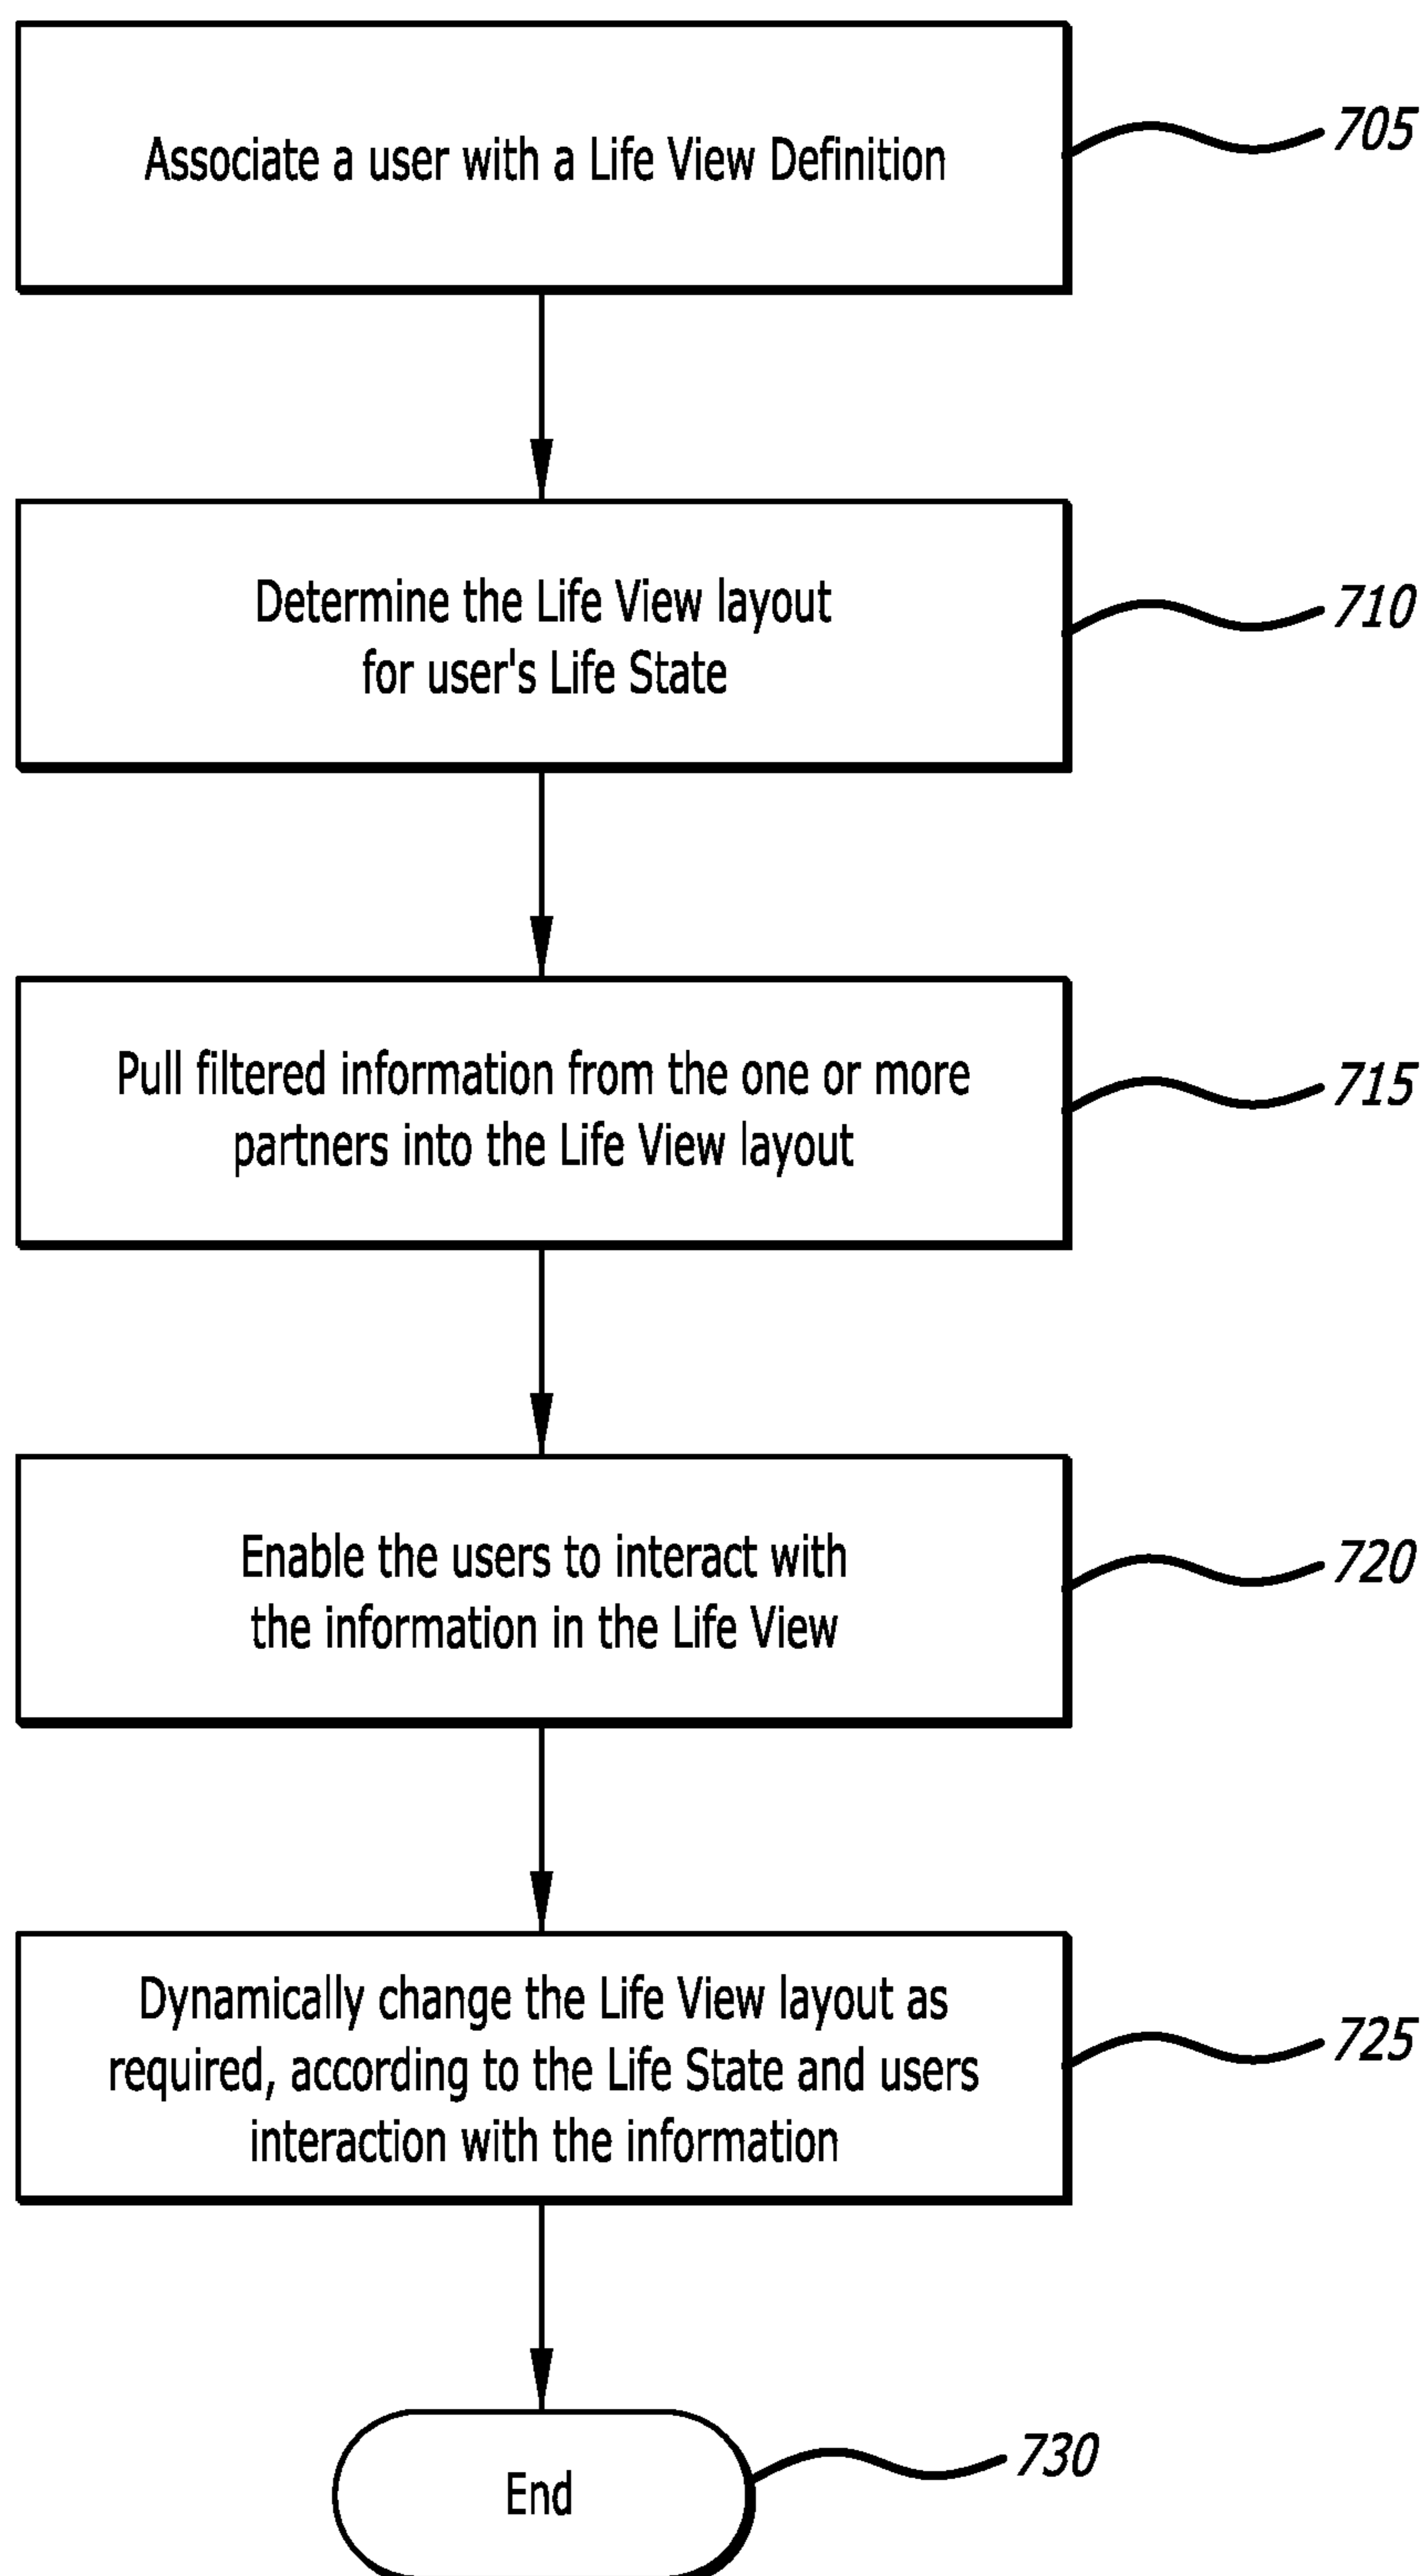 Associate a user with a Life View Definition
705
Determine the Life View layout
for user's Life State
710
Pull filtered information from the one or more
partners into the Life View layout
715
Enable the users to interact with
the information in the Life View
720
Dynamically change the Life View layout as
required, according to the Life State and users
interaction with the information
725
End
730